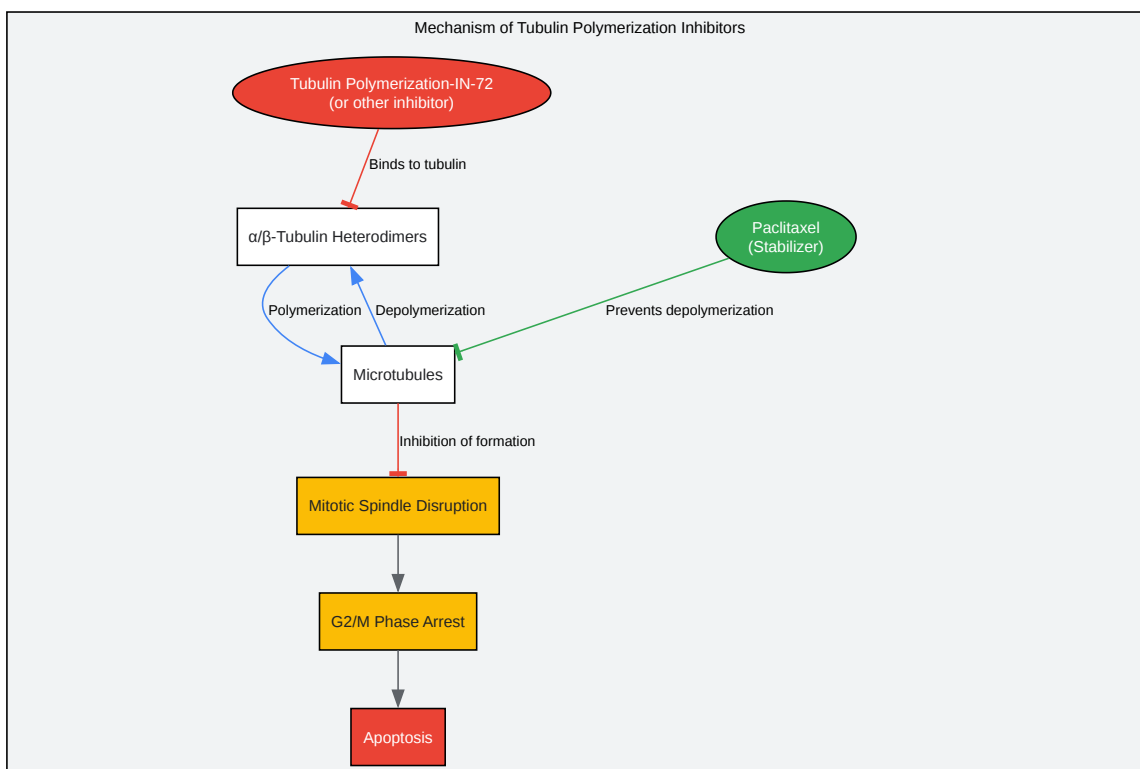 Mechanism of Tubulin Polymerization Inhibitors
Tubulin Polymerization-IN-72
(or other inhibitor)
Binds to tubulin
α/β-Tubulin Heterodimers
Paclitaxel
(Stabilizer)
Polymerization
Depolymerization
Prevents depolymerization
Microtubules
Inhibition of formation
Mitotic Spindle Disruption
G2/M Phase Arrest
Apoptosis